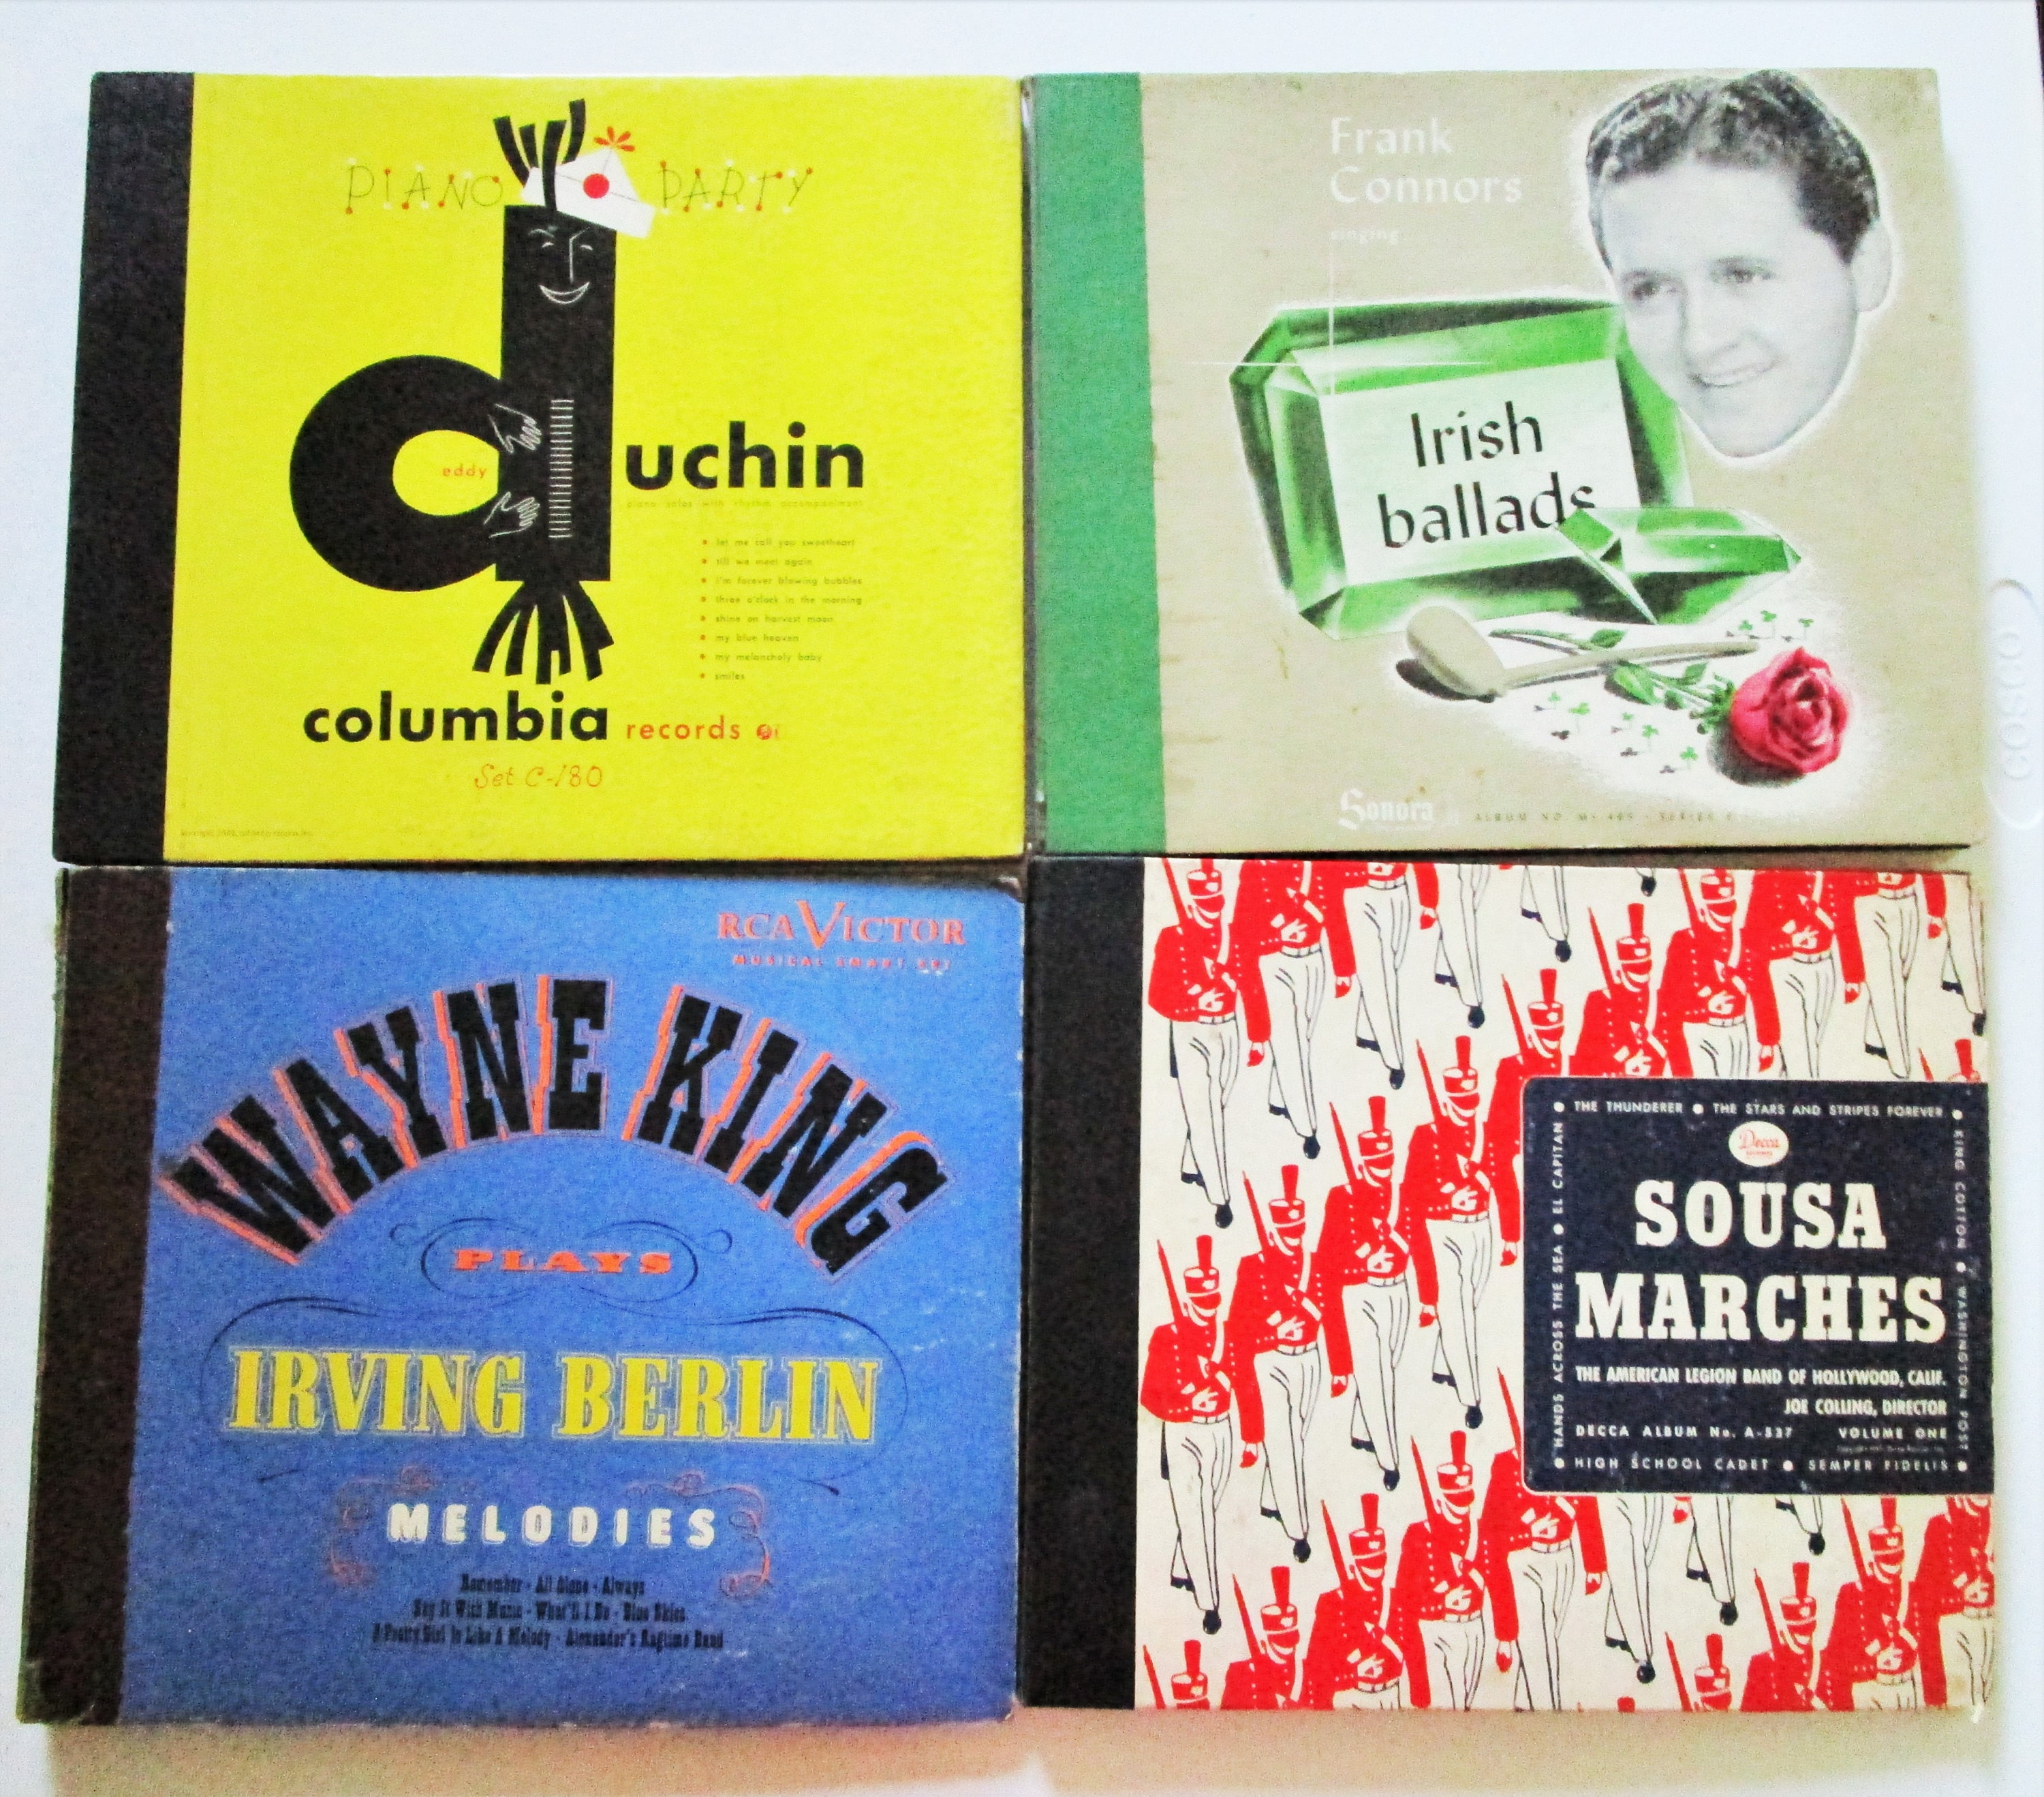 PIANO PARTY
eddy
duchin
piano solos with rhythm accompaniment
let me call you sweetheart
till we meet again
i'm forever blowing bubbles
three o'clock in the morning
shine on harvest moon
my blue heaven
my melancholy baby
smiles
columbia records
Set C-180
Frank
Connors
singing
Irish
ballads
Sonora
ALBUM NO. MS
RCA VICTOR
MUSICAL SMART SET
WAYNE KING
PLAYS
IRVING BERLIN
MELODIES
Remember - All Alone - Always
Say It With Music - What'll I Do - Blue Skies
A Pretty Girl Is Like A Melody - Alexander's Ragtime Band
THE THUNDERER • THE STARS AND STRIPES FOREVER
KING COTTON • WASHINGTON POST
HANDS ACROSS THE SEA • EL CAPITAN
Decca
SOUSA
MARCHES
THE AMERICAN LEGION BAND OF HOLLYWOOD, CALIF.
JOE COLLING, DIRECTOR
DECCA ALBUM No. A-537 VOLUME ONE
HIGH SCHOOL CADET • SEMPER FIDELIS
cosco